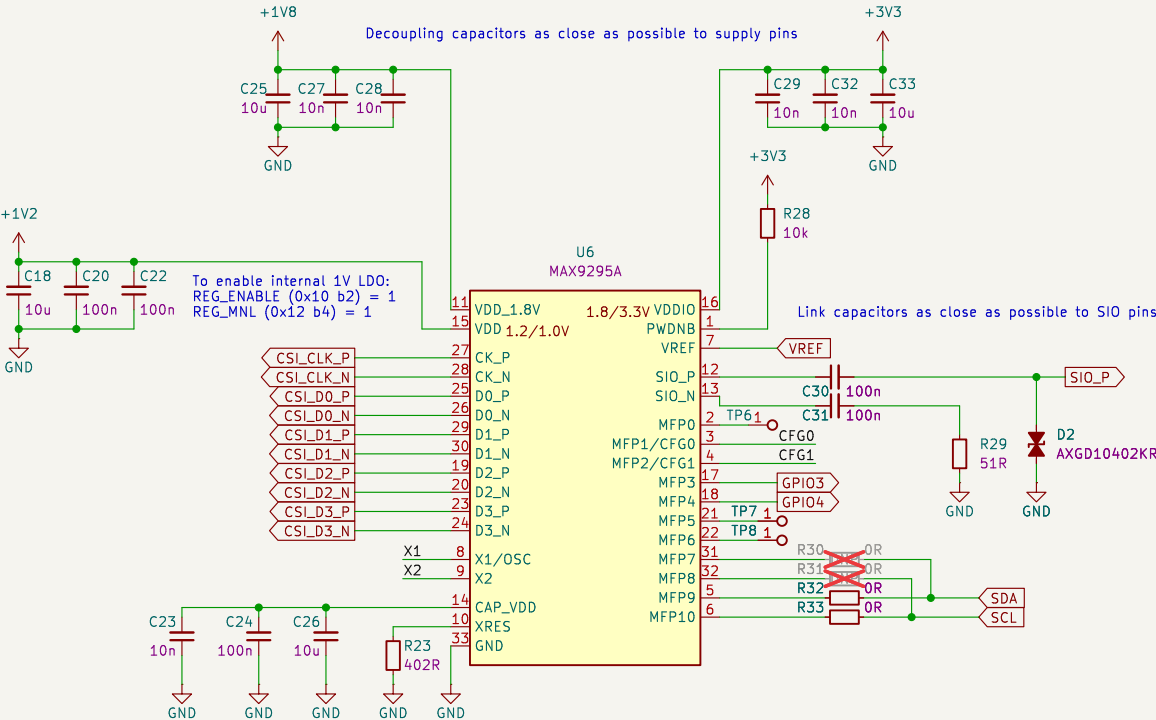 +1V8
Decoupling capacitors as close as possible to supply pins
+3V3
C25 C27 C28
10u 10n 10n
C29 C32 C33
10n 10n 10u
GND
GND
+3V3
R28
10k
+1V2
C18 C20 C22
10u 100n 100n
GND
To enable internal 1V LDO:
REG_ENABLE (0x10 b2) = 1
REG_MNL (0x12 b4) = 1
U6
MAX9295A
Link capacitors as close as possible to SIO pins
11 VDD_1.8V 1.8/3.3V VDDIO 16
15 VDD 1.2/1.0V PWDNB 1
VREF 7 VREF
CSI_CLK_P 27 CK_P
CSI_CLK_N 28 CK_N SIO_P 12 SIO_P
C30 100n
CSI_D0_P 25 D0_P SIO_N 13
C31 100n
CSI_D0_N 26 D0_N
MFP0 2 TP6 1
CSI_D1_P 29 D1_P
MFP1/CFG0 3 CFG0
R29
51R
GND
D2
AXGD10402KR
GND
CSI_D1_N 30 D1_N
MFP2/CFG1 4 CFG1
CSI_D2_P 19 D2_P
MFP3 17 GPIO3
CSI_D2_N 20 D2_N
MFP4 18 GPIO4
CSI_D3_P 23 D3_P
MFP5 21 TP7 1
CSI_D3_N 24 D3_N
MFP6 22 TP8 1
X1 8 X1/OSC
MFP7 31 R30 0R
X2 9 X2
MFP8 32 R31 0R
MFP9 5 R32 0R SDA
14 CAP_VDD
MFP10 6 R33 0R SCL
10 XRES
33 GND
C23 C24 C26
10n 100n 10u
R23
402R
GND GND GND GND GND